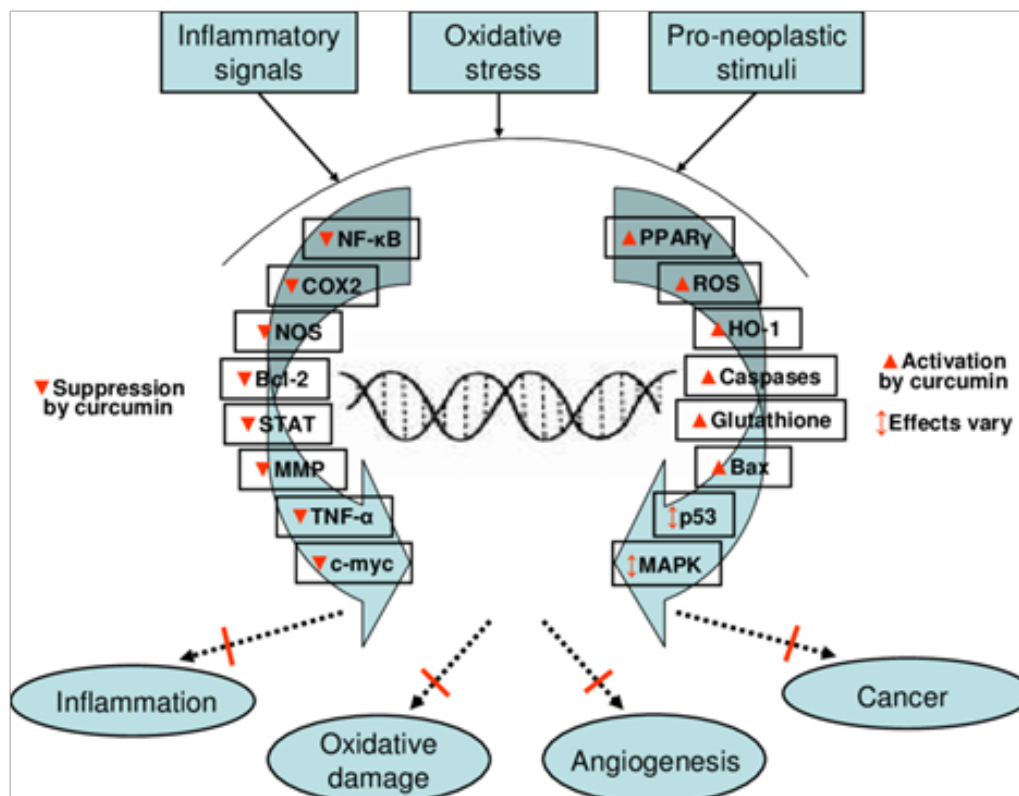 Inflammatory
signals
Oxidative
stress
Pro-neoplastic
stimuli
▼NF-κB
▼COX2
▼NOS
▼Bcl-2
▼STAT
▼MMP
▼TNF-α
▼c-myc
▲PPARγ
▲ROS
▲HO-1
▲Caspases
▲Glutathione
▲Bax
↕p53
↕MAPK
▼Suppression
by curcumin
▲Activation
by curcumin
↕Effects vary
Inflammation
Oxidative
damage
Angiogenesis
Cancer